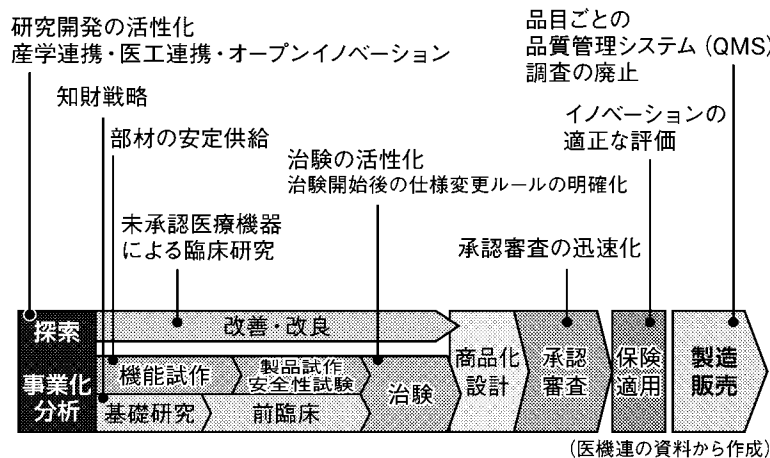 研究開発の活性化
産学連携・医工連携・オープンイノベーション
知財戦略
部材の安定供給
未承認医療機器
による臨床研究
治験の活性化
治験開始後の仕様変更ルールの明確化
品目ごとの
品質管理システム（QMS）
調査の廃止
イノベーションの
適正な評価
承認審査の迅速化
探索
事業化
分析
改善・改良
機能試作
製品試作
安全性試験
基礎研究
前臨床
治験
商品化
設計
承認
審査
保険
適用
製造
販売
（医機連の資料から作成）